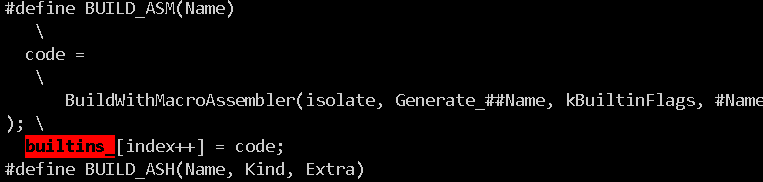 #define BUILD_ASM(Name)
\
code =
\
BuildWithMacroAssembler(isolate, Generate_##Name, kBuiltinFlags, #Name
); \
builtins_[index++] = code;
#define BUILD_ASH(Name, Kind, Extra)